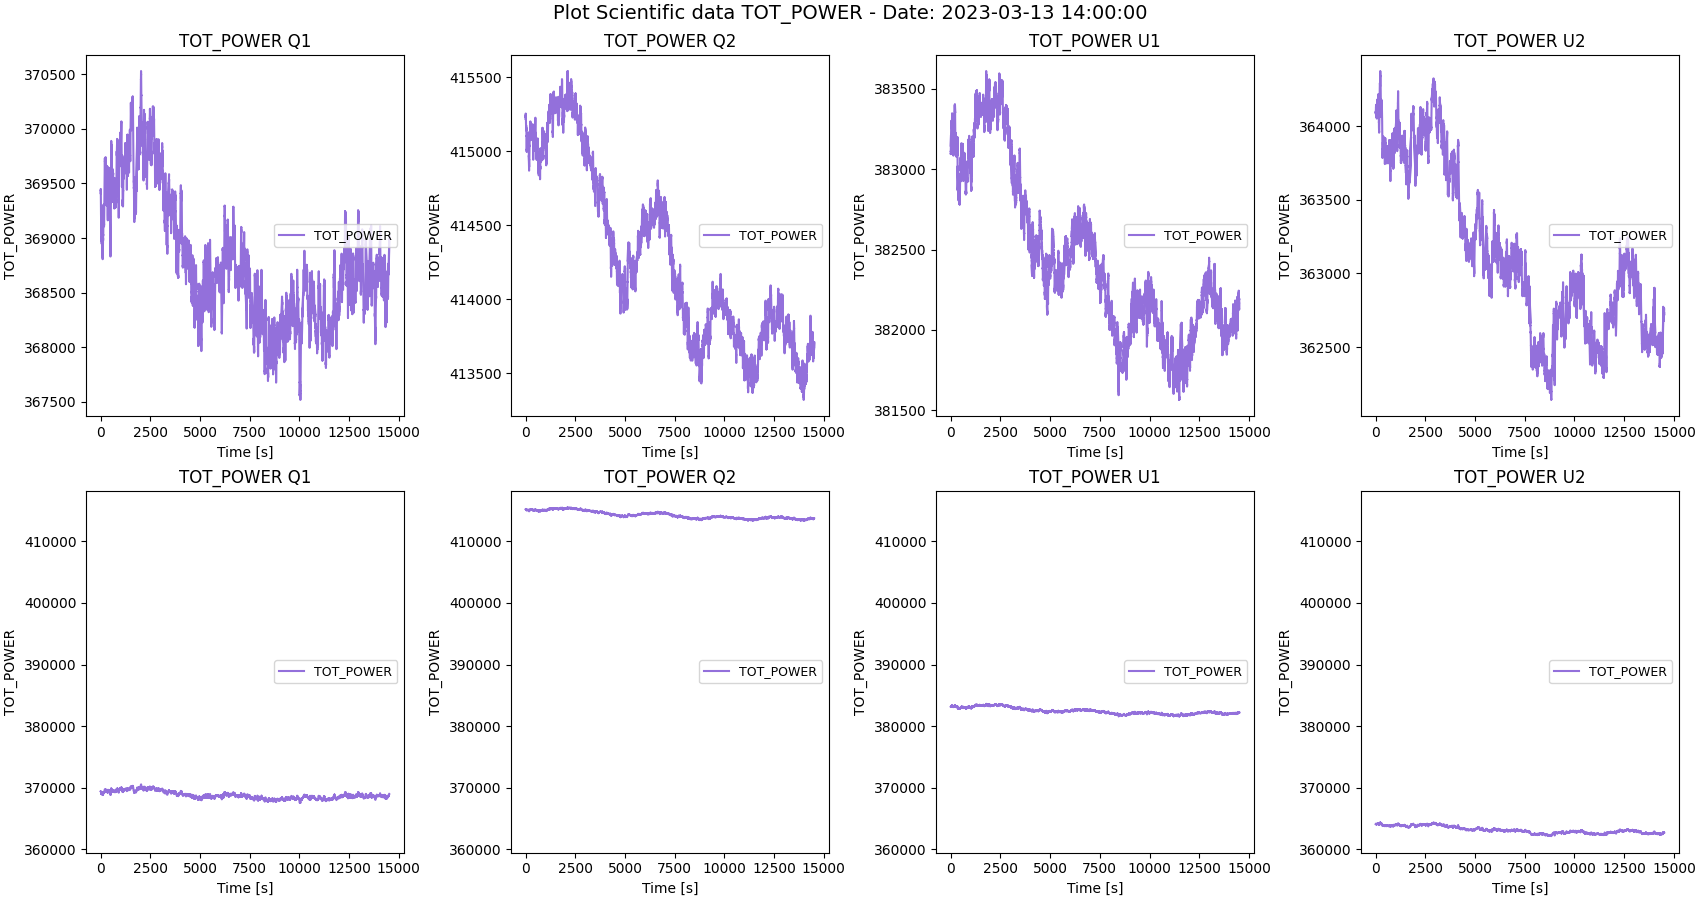 Plot Scientific data TOT_POWER - Date: 2023-03-13 14:00:00
TOT_POWER Q1
TOT_POWER
370500
370000
369500
369000
368500
368000
367500
TOT_POWER
0 2500 5000 7500 10000 12500 15000
Time [s]
TOT_POWER Q2
TOT_POWER
415500
415000
414500
414000
413500
TOT_POWER
0 2500 5000 7500 10000 12500 15000
Time [s]
TOT_POWER U1
TOT_POWER
383500
383000
382500
382000
381500
TOT_POWER
0 2500 5000 7500 10000 12500 15000
Time [s]
TOT_POWER U2
TOT_POWER
364000
363500
363000
362500
TOT_POWER
0 2500 5000 7500 10000 12500 15000
Time [s]
TOT_POWER Q1
TOT_POWER
410000
400000
390000
380000
370000
360000
TOT_POWER
0 2500 5000 7500 10000 12500 15000
Time [s]
TOT_POWER Q2
TOT_POWER
410000
400000
390000
380000
370000
360000
TOT_POWER
0 2500 5000 7500 10000 12500 15000
Time [s]
TOT_POWER U1
TOT_POWER
410000
400000
390000
380000
370000
360000
TOT_POWER
0 2500 5000 7500 10000 12500 15000
Time [s]
TOT_POWER U2
TOT_POWER
410000
400000
390000
380000
370000
360000
TOT_POWER
0 2500 5000 7500 10000 12500 15000
Time [s]